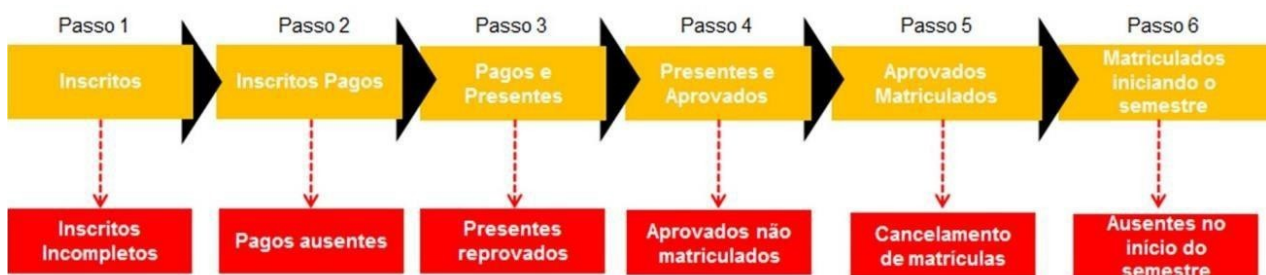 Passo 1
Passo 2
Passo 3
Passo 4
Passo 5
Passo 6
Inscritos
Inscritos Pagos
Pagos e
Presentes
Presentes e
Aprovados
Aprovados
Matriculados
Matriculados
iniciando o
semestre
Inscritos
Incompletos
Pagos ausentes
Presentes
reprovados
Aprovados não
matriculados
Cancelamento
de matrículas
Ausentes no
início do
semestre